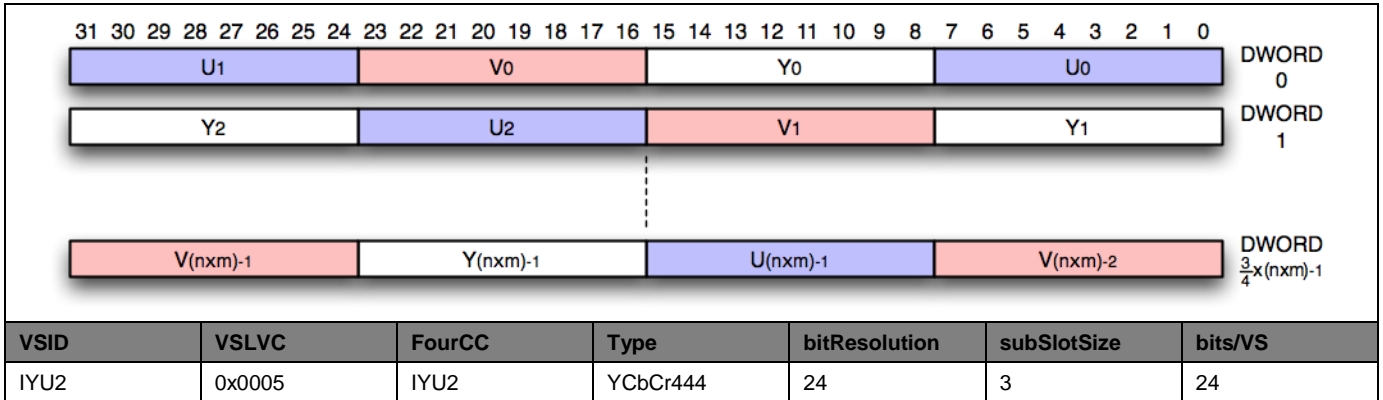 31 30 29 28 27 26 25 24 23 22 21 20 19 18 17 16 15 14 13 12 11 10 9 8 7 6 5 4 3 2 1 0
U1 V0 Y0 U0 DWORD 0
Y2 U2 V1 Y1 DWORD 1
V(nxm)-1 Y(nxm)-1 U(nxm)-1 V(nxm)-2 DWORD 3/4x(nxm)-1
VSID VSLVC FourCC Type bitResolution subSlotSize bits/VS
IYU2 0x0005 IYU2 YCbCr444 24 3 24